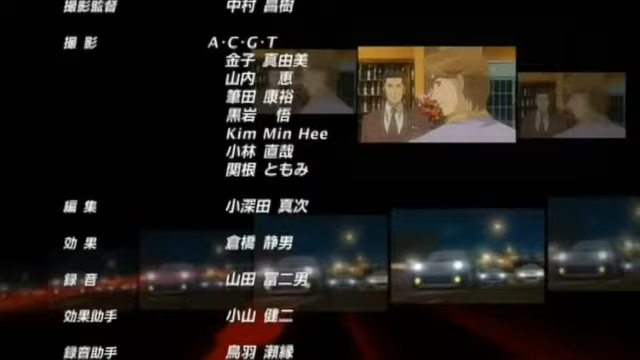 撮影監督 中村 昌樹
撮影 A・C・G・T
金子 真由美
山内 恵
筆田 康裕
黒岩 悟
Kim Min Hee
小林 直哉
関根 ともみ
編集 小深田 真次
効果 倉橋 静男
録音 山田 富二男
効果助手 小山 健二
録音助手 鳥羽 瀬縁